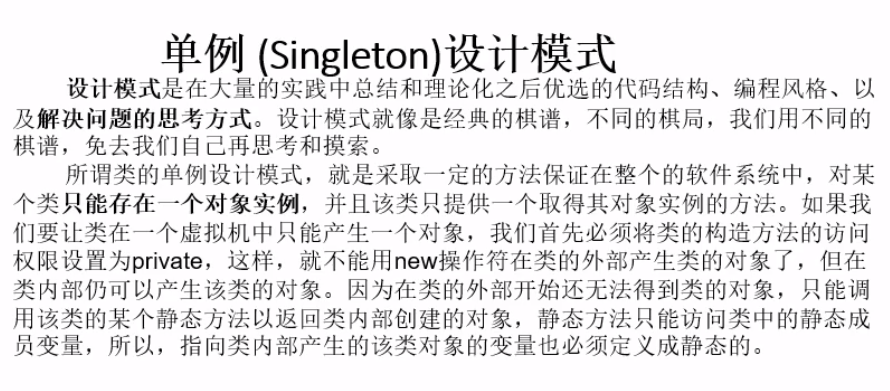 单例 (Singleton)设计模式
设计模式是在大量的实践中总结和理论化之后优选的代码结构、编程风格、以
及解决问题的思考方式。设计模式就像是经典的棋谱，不同的棋局，我们用不同的
棋谱，免去我们自己再思考和摸索。
所谓类的单例设计模式，就是采取一定的方法保证在整个的软件系统中，对某
个类只能存在一个对象实例，并且该类只提供一个取得其对象实例的方法。如果我
们要让类在一个虚拟机中只能产生一个对象，我们首先必须将类的构造方法的访问
权限设置为private，这样，就不能用new操作符在类的外部产生类的对象了，但在
类内部仍可以产生该类的对象。因为在类的外部开始还无法得到类的对象，只能调
用该类的某个静态方法以返回类内部创建的对象，静态方法只能访问类中的静态成
员变量，所以，指向类内部产生的该类对象的变量也必须定义成静态的。